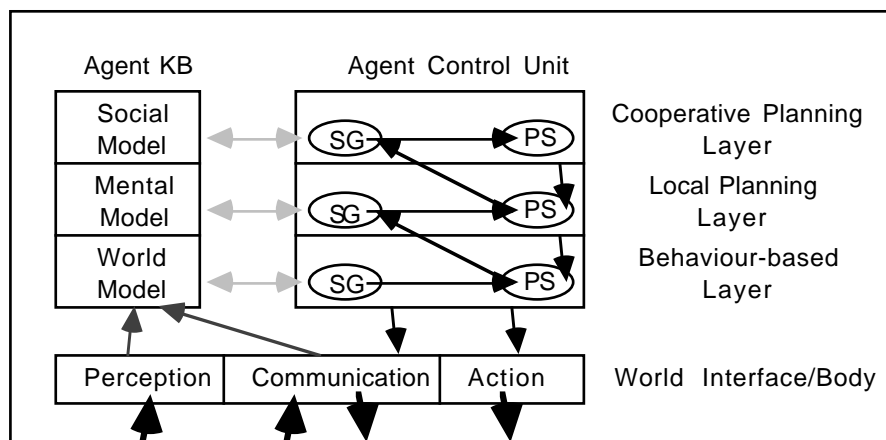 Agent KB
Agent Control Unit
Social
Model
SG
PS
Cooperative Planning
Layer
Mental
Model
SG
PS
Local Planning
Layer
World
Model
SG
PS
Behaviour-based
Layer
Perception
Communication
Action
World Interface/Body